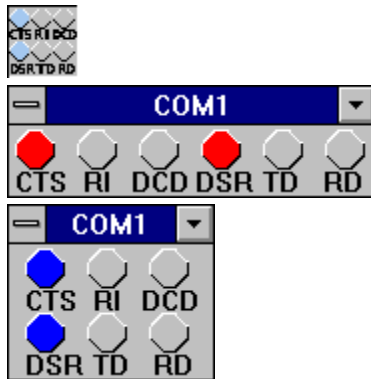 CTS RI DCD
DSR TD RD
COM1
CTS RI DCD DSR TD RD
COM1
CTS RI DCD
DSR TD RD